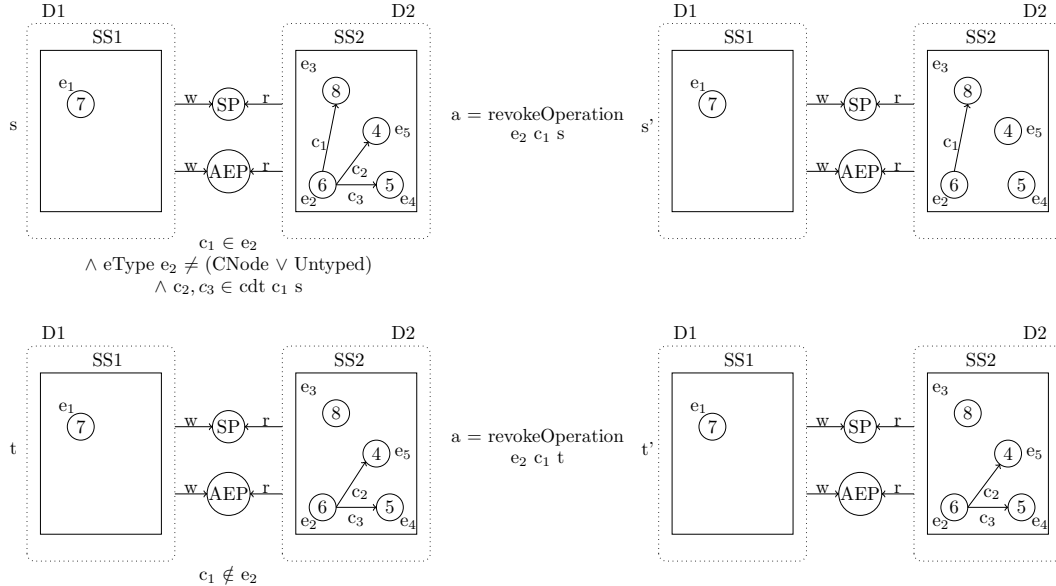 D1 D2 D1 D2
SS1 SS2 SS1 SS2
e₃ e₃
e₁ 8 e₁ 8
7 w SP r a = revokeOperation 7 w SP r
s c₁ 4 e₅ e₂ c₁ s s' c₁ 4 e₅
w AEP r c₂ w AEP r
6 5 6 5
e₂ c₃ e₄ e₂ e₄
c₁ ∈ e₂
∧ eType e₂ ≠ (CNode ∨ Untyped)
∧ c₂, c₃ ∈ cdt c₁ s
D1 D2 D1 D2
SS1 SS2 SS1 SS2
e₃ e₃
e₁ 8 e₁ 8
7 w SP r a = revokeOperation 7 w SP r
t 4 e₅ e₂ c₁ t t' 4 e₅
w AEP r c₂ w AEP r c₂
6 5 6 5
e₂ c₃ e₄ e₂ c₃ e₄
c₁ ∉ e₂